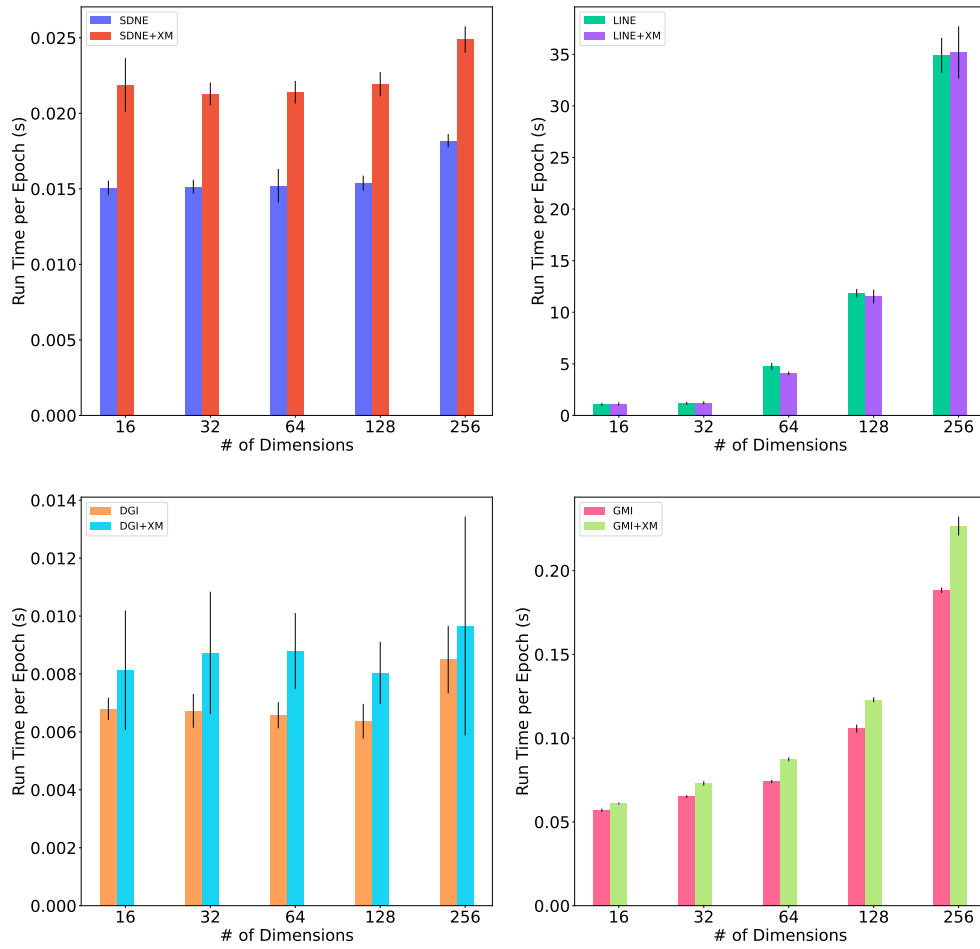 SDNE
SDNE+XM
0.025
0.020
0.015
0.010
0.005
0.000
Run Time per Epoch (s)
16 32 64 128 256
# of Dimensions
LINE
LINE+XM
35
30
25
20
15
10
5
0
Run Time per Epoch (s)
16 32 64 128 256
# of Dimensions
DGI
DGI+XM
0.014
0.012
0.010
0.008
0.006
0.004
0.002
0.000
Run Time per Epoch (s)
16 32 64 128 256
# of Dimensions
GMI
GMI+XM
0.20
0.15
0.10
0.05
0.00
Run Time per Epoch (s)
16 32 64 128 256
# of Dimensions